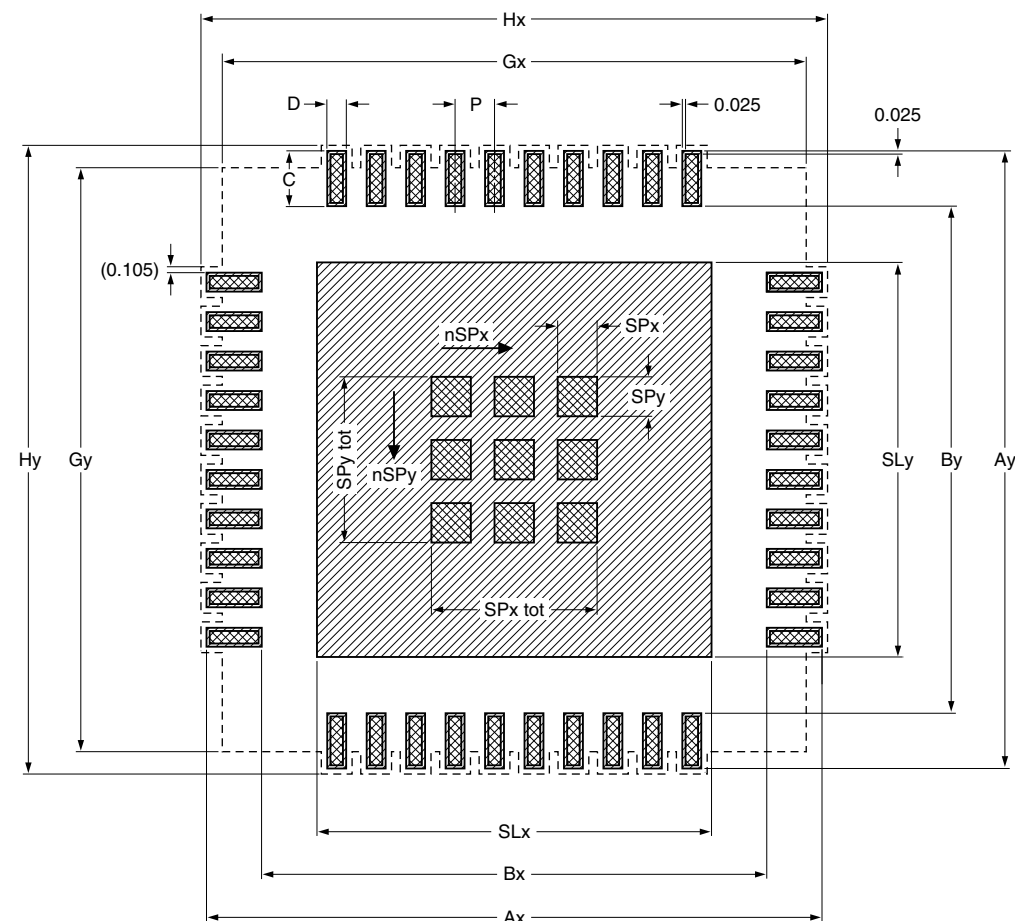 Hx
Gx
D
P
0.025
0.025
C
(0.105)
nSPx
SPx
SPy
SPy tot
nSPy
Hy
Gy
SLy
By
Ay
SPx tot
SLx
Bx
Ax